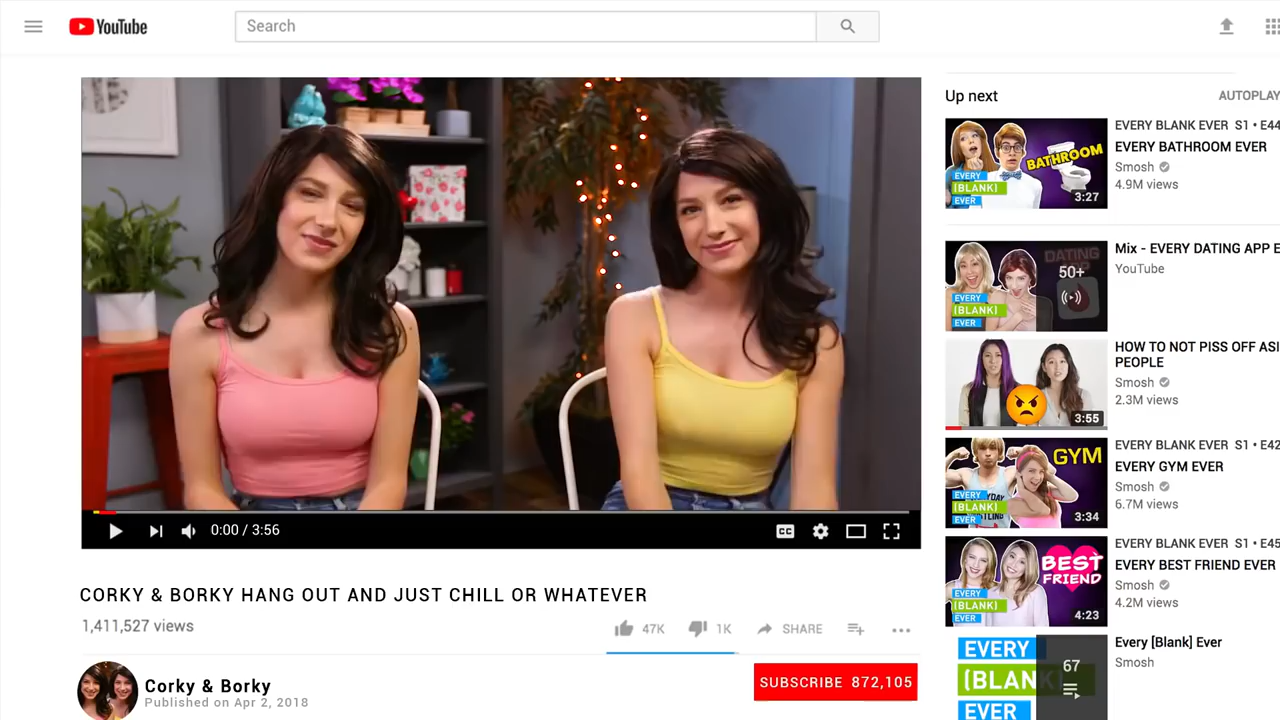 YouTube
Search
0:00 / 3:56
CC
CORKY & BORKY HANG OUT AND JUST CHILL OR WHATEVER
1,411,527 views
47K
1K
SHARE
Corky & Borky
Published on Apr 2, 2018
SUBSCRIBE 872,105
Up next
AUTOPLAY
BATHROOM
EVERY
[BLANK]
EVER
3:27
EVERY BLANK EVER S1 • E44
EVERY BATHROOM EVER
Smosh
4.9M views
DATING
50+
EVERY
[BLANK]
EVER
Mix - EVERY DATING APP E
YouTube
3:55
HOW TO NOT PISS OFF ASI
PEOPLE
Smosh
2.3M views
GYM
EVERY
[BLANK]
EVER
3:34
EVERY BLANK EVER S1 • E42
EVERY GYM EVER
Smosh
6.7M views
BEST
FRIEND
EVERY
[BLANK]
EVER
4:23
EVERY BLANK EVER S1 • E45
EVERY BEST FRIEND EVER
Smosh
4.2M views
EVERY
[BLANK
EVER
67
Every [Blank] Ever
Smosh